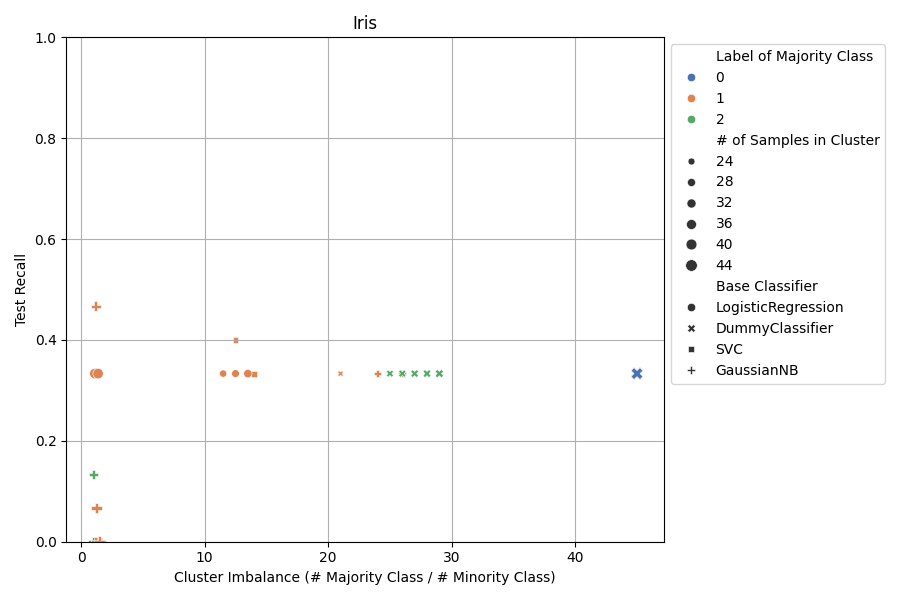 Iris
1.0
0.8
0.6
0.4
0.2
0.0
Test Recall
0
10
20
30
40
Cluster Imbalance (# Majority Class / # Minority Class)
Label of Majority Class
0
1
2
# of Samples in Cluster
24
28
32
36
40
44
Base Classifier
LogisticRegression
DummyClassifier
SVC
GaussianNB